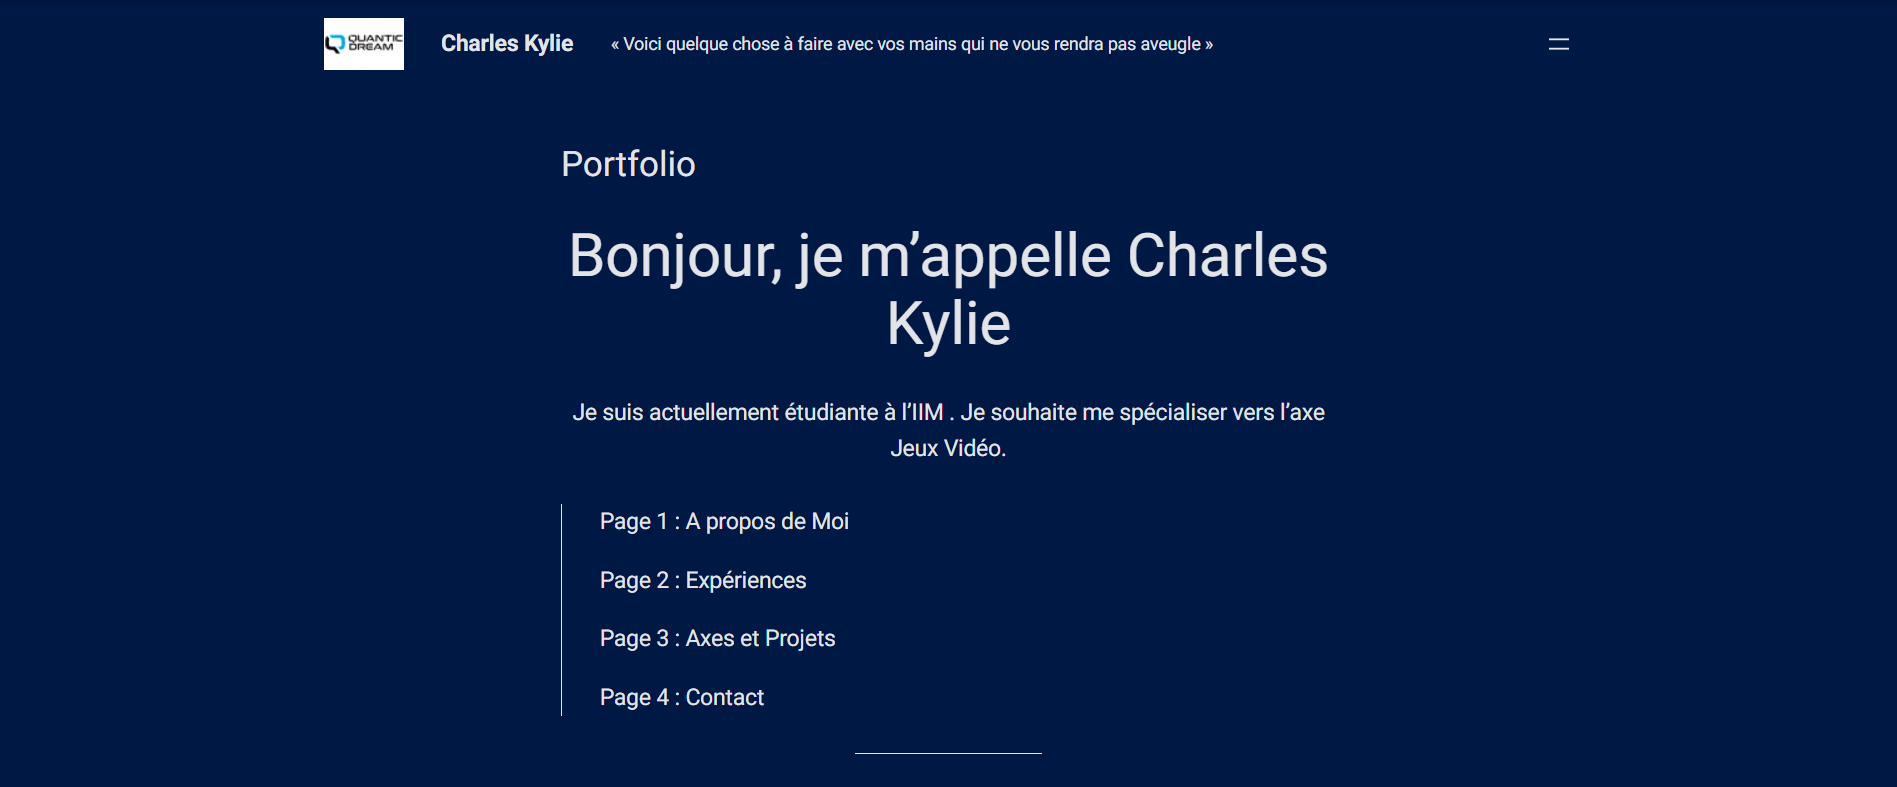 QUANTIC
DREAM
Charles Kylie
« Voici quelque chose à faire avec vos mains qui ne vous rendra pas aveugle »
Portfolio
Bonjour, je m’appelle Charles
Kylie
Je suis actuellement étudiante à l’IIM . Je souhaite me spécialiser vers l’axe
Jeux Vidéo.
Page 1 : A propos de Moi
Page 2 : Expériences
Page 3 : Axes et Projets
Page 4 : Contact